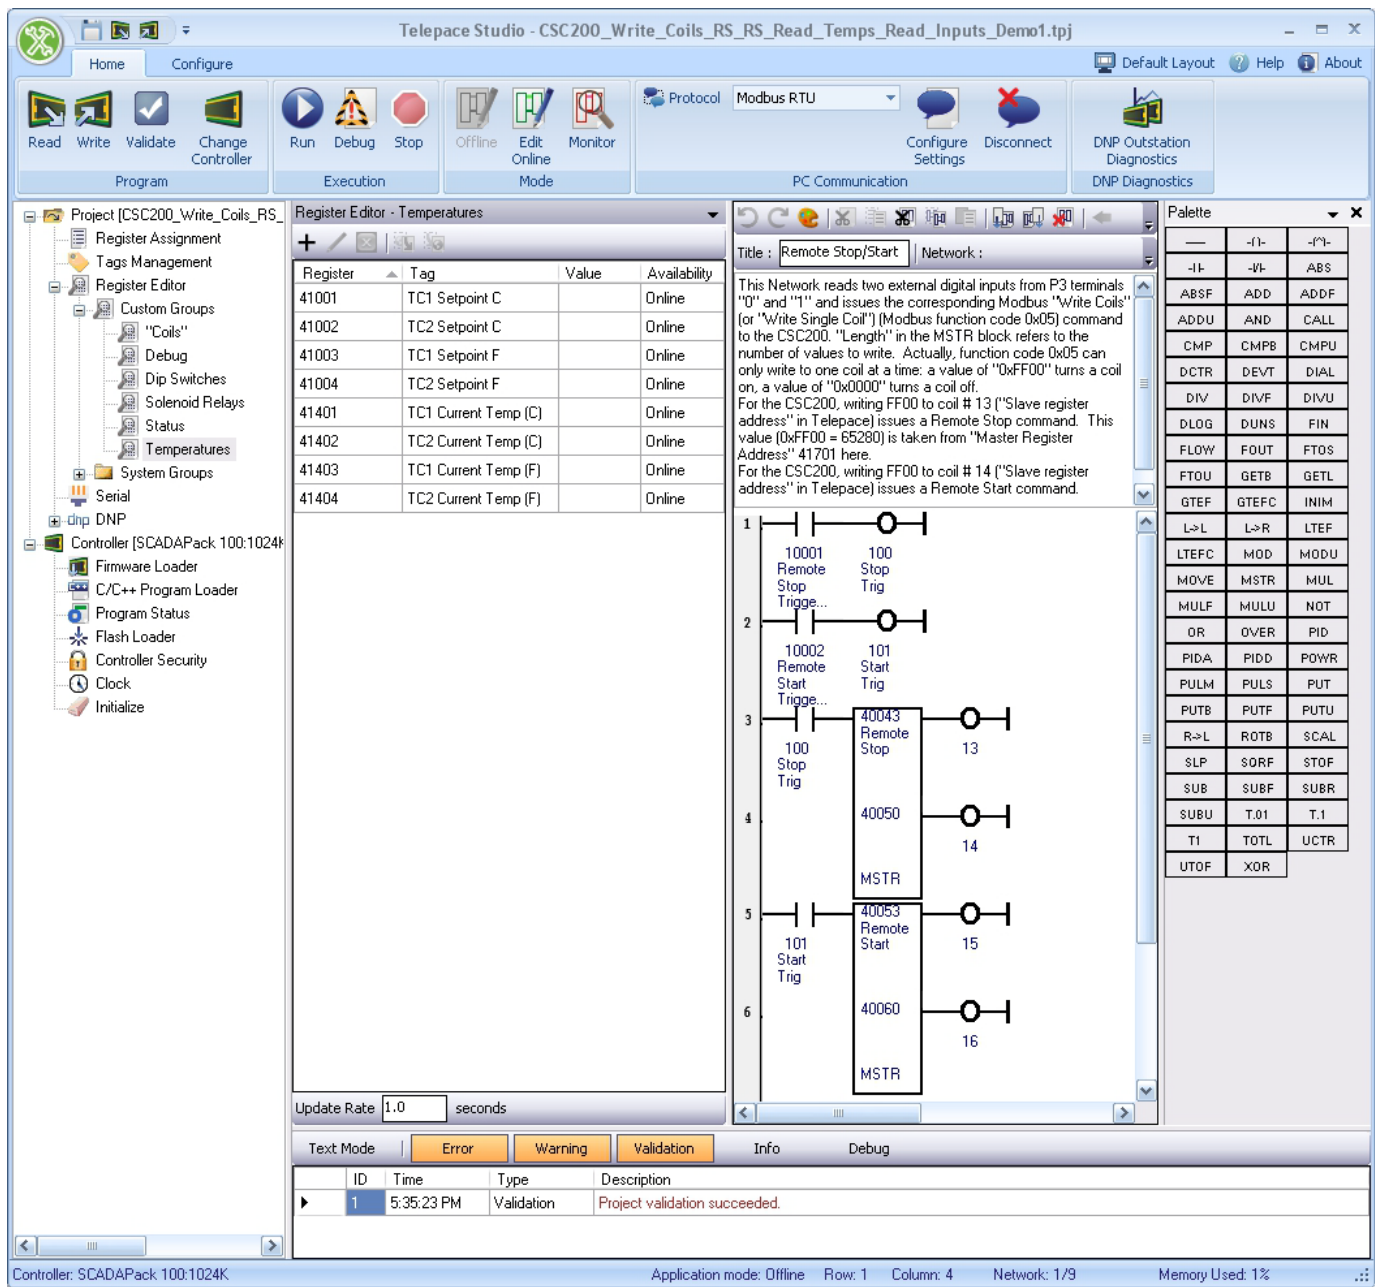 Telepace Studio - CSC200_Write_Coils_RS_RS_Read_Temps_Read_Inputs_Demo1.tpj
Home Configure Default Layout Help About
Read Write Validate Change Controller Run Debug Stop Offline Edit Online Monitor Protocol Modbus RTU Configure Settings Disconnect DNP Outstation Diagnostics
Program Execution Mode PC Communication DNP Diagnostics
Project [CSC200_Write_Coils_RS_
Register Assignment
Tags Management
Register Editor
Custom Groups
"Coils"
Debug
Dip Switches
Solenoid Relays
Status
Temperatures
System Groups
Serial
dnp DNP
Controller [SCADAPack 100:1024K
Firmware Loader
C/C++ Program Loader
Program Status
Flash Loader
Controller Security
Clock
Initialize
Register Editor - Temperatures
Register Tag Value Availability
41001 TC1 Setpoint C Online
41002 TC2 Setpoint C Online
41003 TC1 Setpoint F Online
41004 TC2 Setpoint F Online
41401 TC1 Current Temp (C) Online
41402 TC2 Current Temp (C) Online
41403 TC1 Current Temp (F) Online
41404 TC2 Current Temp (F) Online
Update Rate 1.0 seconds
Title : Remote Stop/Start Network :
This Network reads two external digital inputs from P3 terminals
"0" and "1" and issues the corresponding Modbus "Write Coils"
(or "Write Single Coil") (Modbus function code 0x05) command
to the CSC200. "Length" in the MSTR block refers to the
number of values to write. Actually, function code 0x05 can
only write to one coil at a time: a value of "0xFF00" turns a coil
on, a value of "0x0000" turns a coil off.
For the CSC200, writing FF00 to coil # 13 ("Slave register
address" in Telepace) issues a Remote Stop command. This
value (0xFF00 = 65280) is taken from "Master Register
Address" 41701 here.
For the CSC200, writing FF00 to coil # 14 ("Slave register
address" in Telepace) issues a Remote Start command.
1
10001 100
Remote Stop
Stop Trig
Trigge...
2
10002 101
Remote Start
Start Trig
Trigge...
3 40043
Remote
100 Stop 13
Stop
Trig
4 40050
14
MSTR
5 40053
Remote
101 Start 15
Start
Trig
6 40060
16
MSTR
Palette
-( )- -(^)-
-| |- -|/|- ABS
ABSF ADD ADDF
ADDU AND CALL
CMP CMPB CMPU
DCTR DEVT DIAL
DIV DIVF DIVU
DLOG DUNS FIN
FLOW FOUT FTOS
FTOU GETB GETL
GTEF GTEFC INIM
L->L L->R LTEF
LTEFC MOD MODU
MOVE MSTR MUL
MULF MULU NOT
OR OVER PID
PIDA PIDD POWR
PULM PULS PUT
PUTB PUTF PUTU
R->L ROTB SCAL
SLP SQRF STOF
SUB SUBF SUBR
SUBU T.01 T.1
T1 TOTL UCTR
UTOF XOR
Text Mode Error Warning Validation Info Debug
ID Time Type Description
1 5:35:23 PM Validation Project validation succeeded.
Controller: SCADAPack 100:1024K Application mode: Offline Row: 1 Column: 4 Network: 1/9 Memory Used: 1%